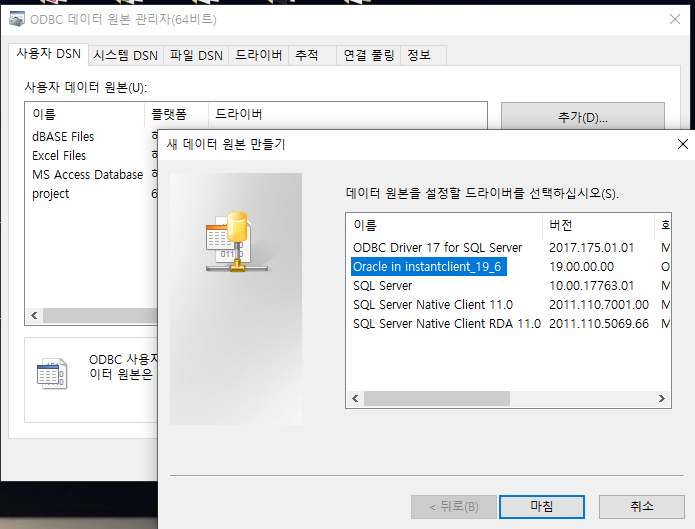 ODBC 데이터 원본 관리자(64비트)
사용자 DSN 시스템 DSN 파일 DSN 드라이버 추적 연결 풀링 정보
사용자 데이터 원본(U):
이름 플랫폼 드라이버
dBASE Files
Excel Files
MS Access Database
project 6
추가(D)...
ODBC 사용자
이터 원본은
새 데이터 원본 만들기
데이터 원본을 설정할 드라이버를 선택하십시오(S).
이름 버전
ODBC Driver 17 for SQL Server 2017.175.01.01 M
Oracle in instantclient_19_6 19.00.00.00 O
SQL Server 10.00.17763.01 M
SQL Server Native Client 11.0 2011.110.7001.00 M
SQL Server Native Client RDA 11.0 2011.110.5069.66 M
< 뒤로(B) 마침 취소